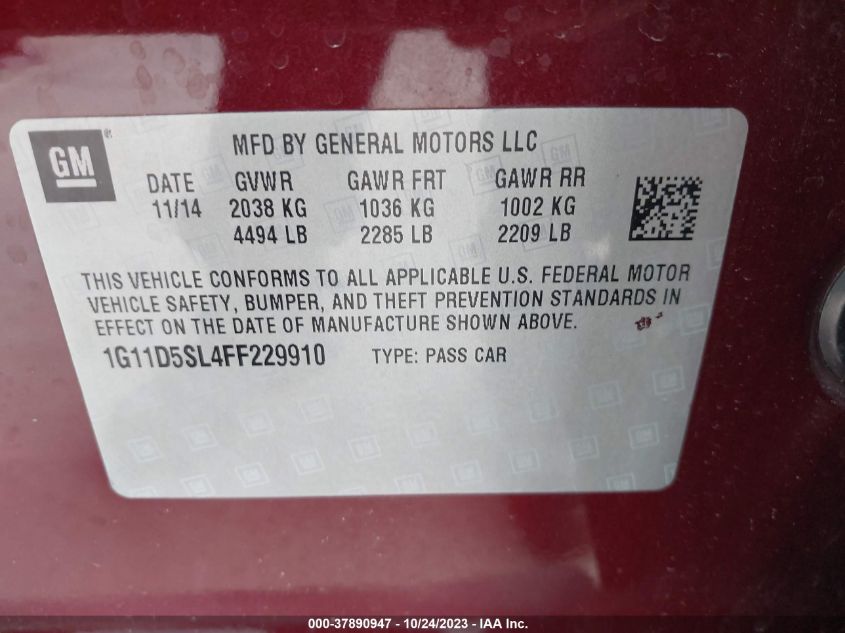 GM®
MFD BY GENERAL MOTORS LLC
DATE GVWR GAWR FRT GAWR RR
11/14 2038 KG 1036 KG 1002 KG
4494 LB 2285 LB 2209 LB
THIS VEHICLE CONFORMS TO ALL APPLICABLE U.S. FEDERAL MOTOR
VEHICLE SAFETY, BUMPER, AND THEFT PREVENTION STANDARDS IN
EFFECT ON THE DATE OF MANUFACTURE SHOWN ABOVE.
1G11D5SL4FF229910 TYPE: PASS CAR
000-37890947 - 10/24/2023 - IAA Inc.